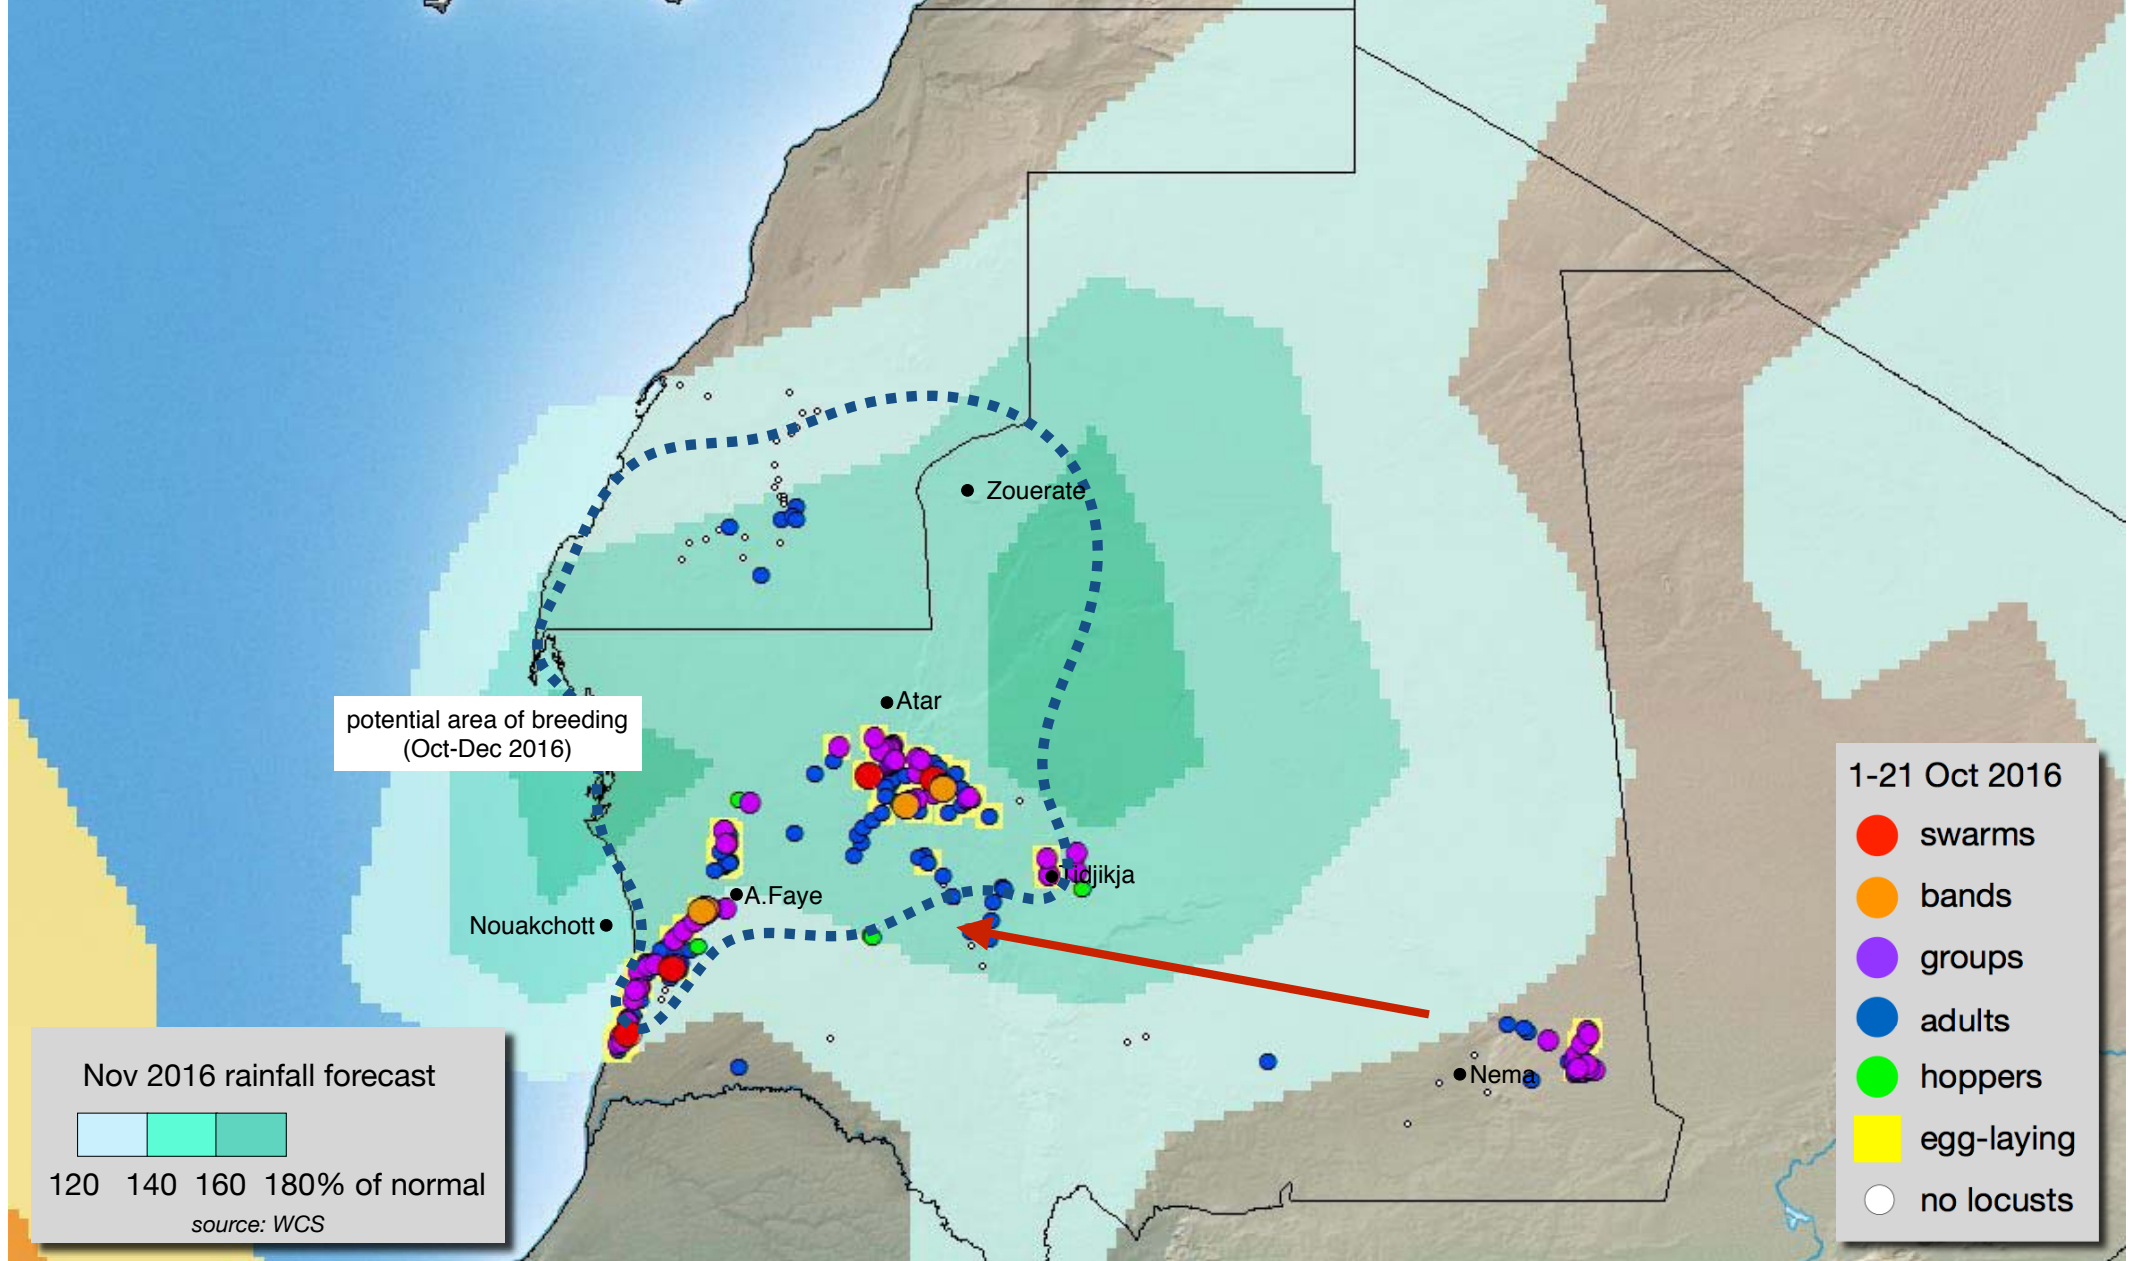 Zouerate
Atar
potential area of breeding
(Oct-Dec 2016)
Tidjikja
A.Faye
Nouakchott
Nema
1-21 Oct 2016
swarms
bands
groups
adults
hoppers
egg-laying
no locusts
Nov 2016 rainfall forecast
120 140 160 180% of normal
source: WCS